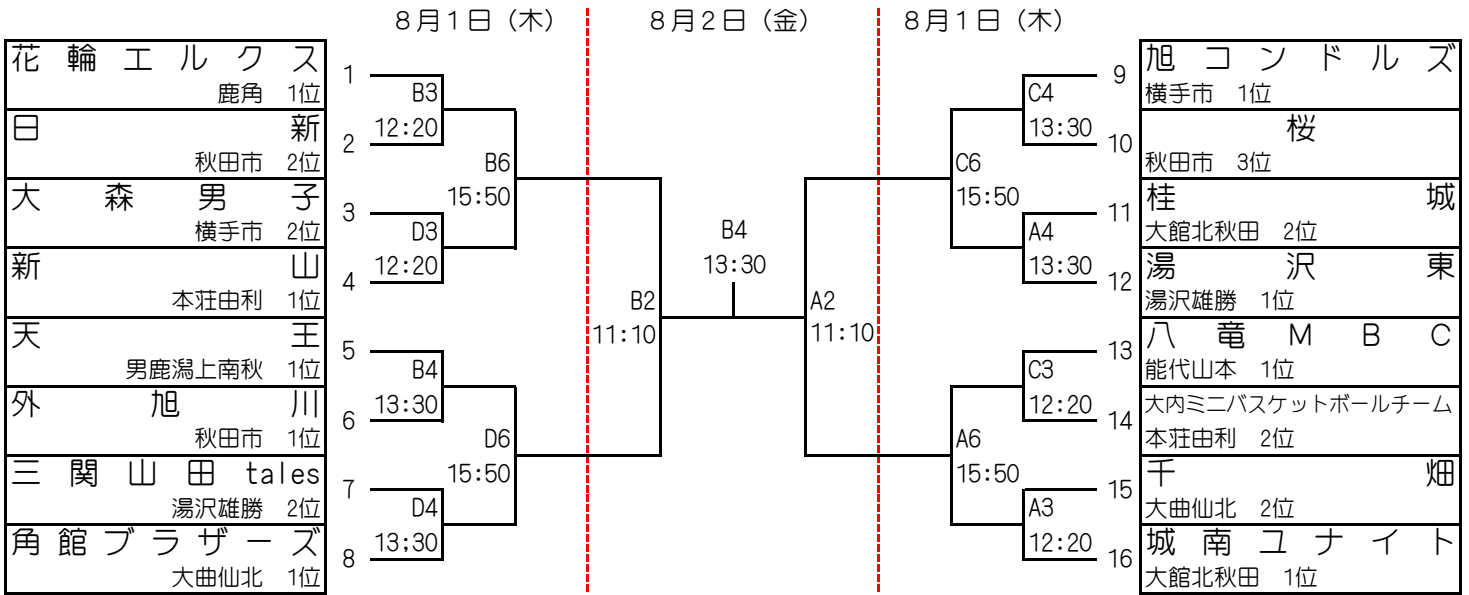 8月1日（木）
8月2日（金）
8月1日（木）
花輪エルクス
鹿角 1位
1
日新
秋田市 2位
2
大森男子
横手市 2位
3
新山
本荘由利 1位
4
天王
男鹿潟上南秋 1位
5
外旭川
秋田市 1位
6
三関山田tales
湯沢雄勝 2位
7
角館ブラザーズ
大曲仙北 1位
8
B3
12:20
D3
12:20
B4
13:30
D4
13;30
B6
15:50
D6
15:50
B2
11:10
B4
13:30
A2
11:10
C6
15:50
A6
15:50
C4
13:30
A4
13:30
C3
12:20
A3
12:20
9
旭コンドルズ
横手市 1位
10
桜
秋田市 3位
11
桂城
大館北秋田 2位
12
湯沢東
湯沢雄勝 1位
13
八竜MBC
能代山本 1位
14
大内ミニバスケットボールチーム
本荘由利 2位
15
千畑
大曲仙北 2位
16
城南ユナイト
大館北秋田 1位